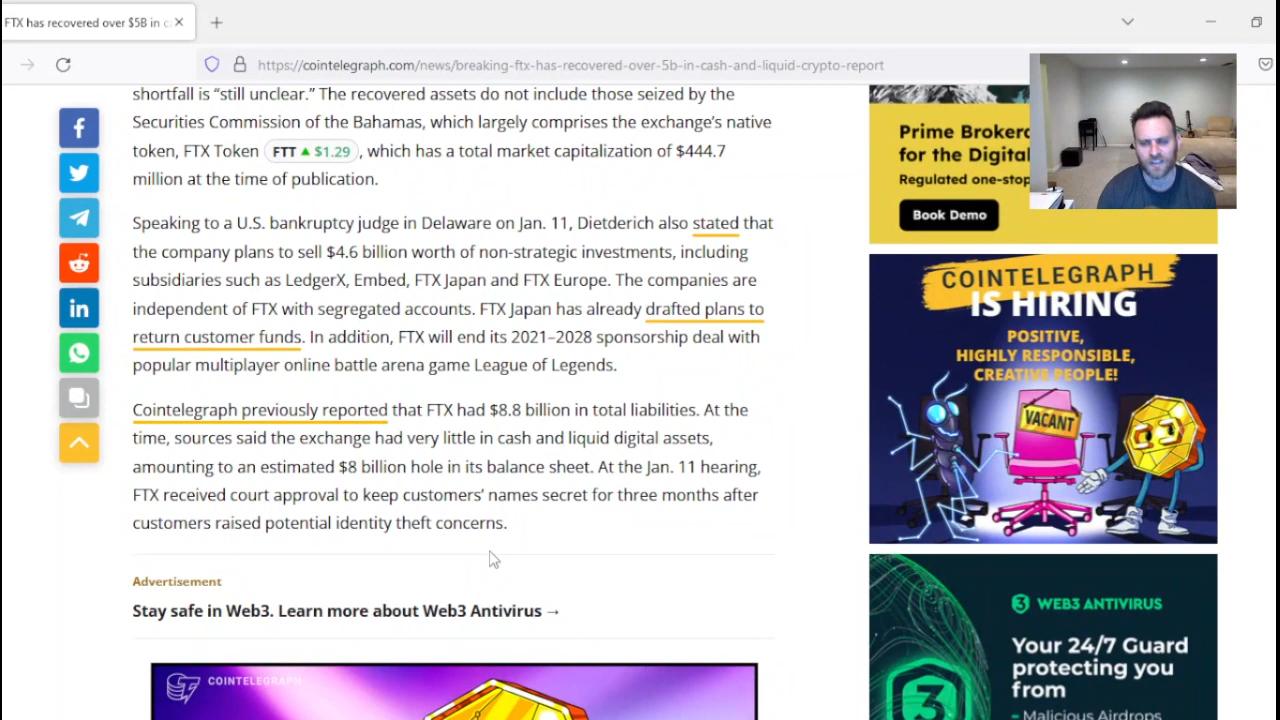 FTX has recovered over $5B in c
https://cointelegraph.com/news/breaking-ftx-has-recovered-over-5b-in-cash-and-liquid-crypto-report
shortfall is “still unclear.” The recovered assets do not include those seized by the
Securities Commission of the Bahamas, which largely comprises the exchange’s native
token, FTX Token FTT ▲ $1.29 , which has a total market capitalization of $444.7
million at the time of publication.
Speaking to a U.S. bankruptcy judge in Delaware on Jan. 11, Dietderich also stated that
the company plans to sell $4.6 billion worth of non-strategic investments, including
subsidiaries such as LedgerX, Embed, FTX Japan and FTX Europe. The companies are
independent of FTX with segregated accounts. FTX Japan has already drafted plans to
return customer funds. In addition, FTX will end its 2021–2028 sponsorship deal with
popular multiplayer online battle arena game League of Legends.
Cointelegraph previously reported that FTX had $8.8 billion in total liabilities. At the
time, sources said the exchange had very little in cash and liquid digital assets,
amounting to an estimated $8 billion hole in its balance sheet. At the Jan. 11 hearing,
FTX received court approval to keep customers’ names secret for three months after
customers raised potential identity theft concerns.
Advertisement
Stay safe in Web3. Learn more about Web3 Antivirus →
COINTELEGRAPH
Prime Broker
for the Digital
Regulated one-stop
Book Demo
COINTELEGRAPH
IS HIRING
POSITIVE,
HIGHLY RESPONSIBLE,
CREATIVE PEOPLE!
VACANT
3 WEB3 ANTIVIRUS
Your 24/7 Guard
protecting you
from
– Malicious Airdrops
3